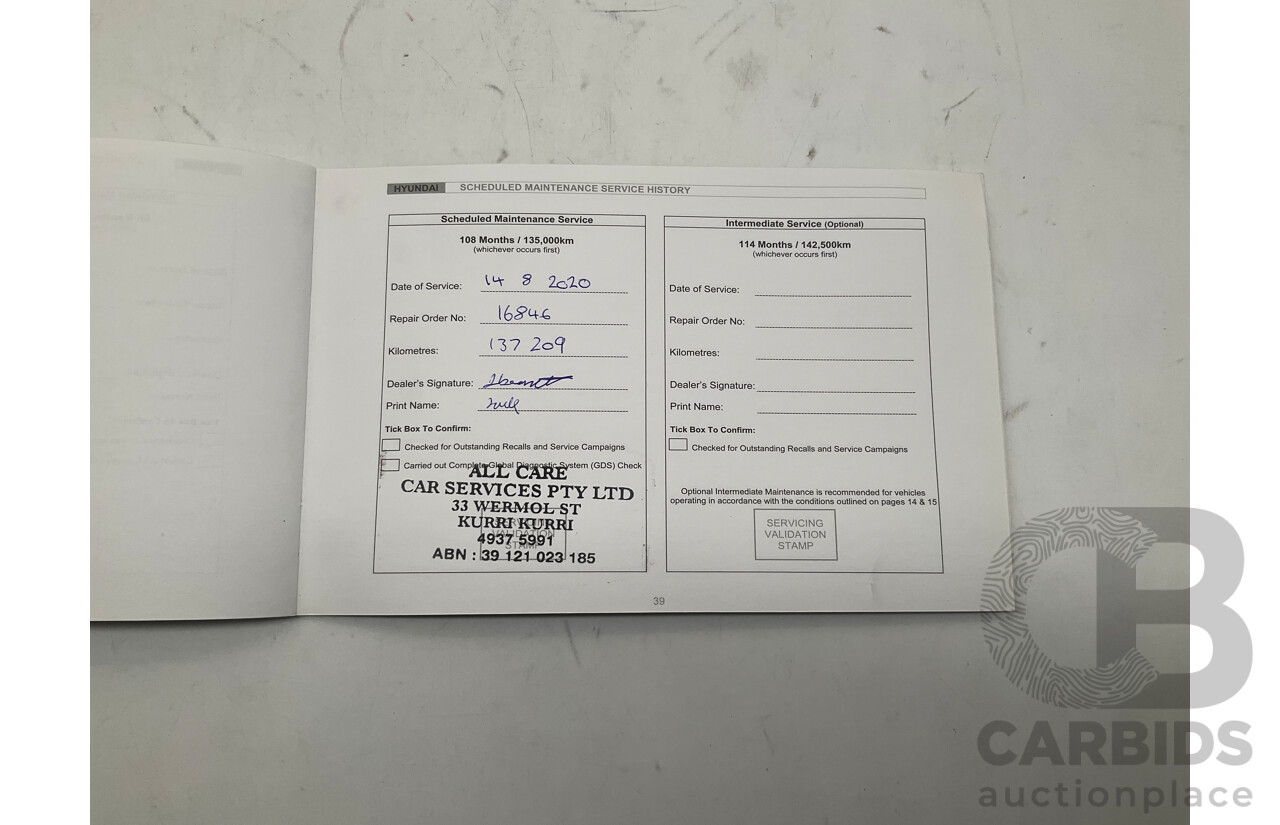 HYUNDAI SCHEDULED MAINTENANCE SERVICE HISTORY
Scheduled Maintenance Service
108 Months / 135,000km
(whichever occurs first)
Date of Service: 14 8 2020
Repair Order No: 16846
Kilometres: 137 209
Dealer's Signature:
Print Name:
Tick Box To Confirm:
Checked for Outstanding Recalls and Service Campaigns
Carried out Complete Global Diagnostic System (GDS) Check
ALL CARE
CAR SERVICES PTY LTD
33 WERMOL ST
KURRI KURRI
4937 5991
ABN : 39 121 023 185
SERVICING
VALIDATION
STAMP
Intermediate Service (Optional)
114 Months / 142,500km
(whichever occurs first)
Date of Service:
Repair Order No:
Kilometres:
Dealer's Signature:
Print Name:
Tick Box To Confirm:
Checked for Outstanding Recalls and Service Campaigns
Optional Intermediate Maintenance is recommended for vehicles
operating in accordance with the conditions outlined on pages 14 & 15
SERVICING
VALIDATION
STAMP
39
CB
CARBIDS
auctionplace